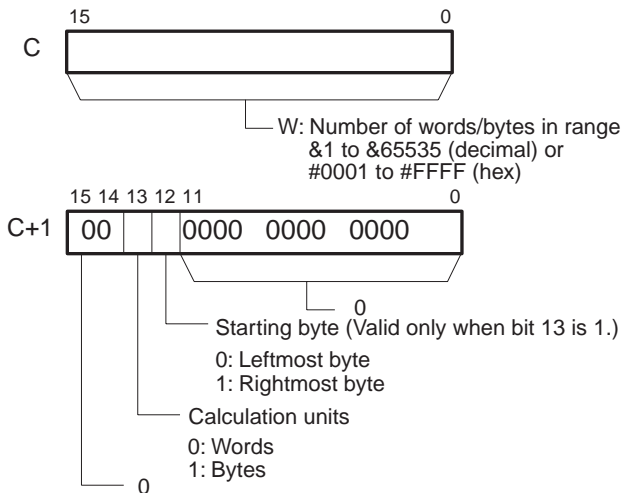 15 0
C
W: Number of words/bytes in range
&1 to &65535 (decimal) or
#0001 to #FFFF (hex)
15 14 13 12 11 0
C+1 00 0000 0000 0000
0
Starting byte (Valid only when bit 13 is 1.)
0: Leftmost byte
1: Rightmost byte
Calculation units
0: Words
1: Bytes
0